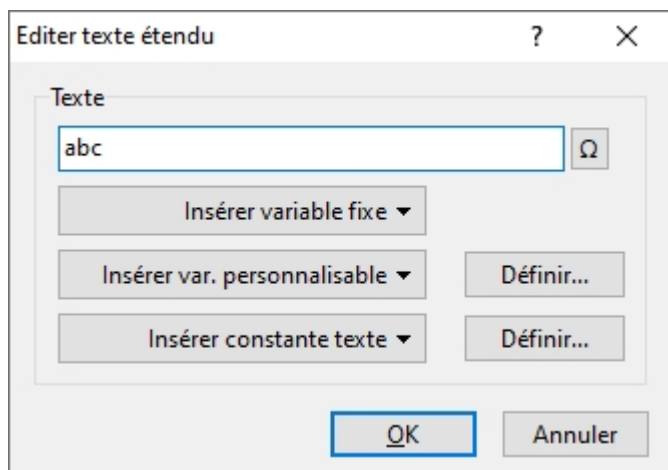 Editer texte étendu ?
Texte
abc Ω
Insérer variable fixe
Insérer var. personnalisable Définir...
Insérer constante texte Définir...
OK Annuler